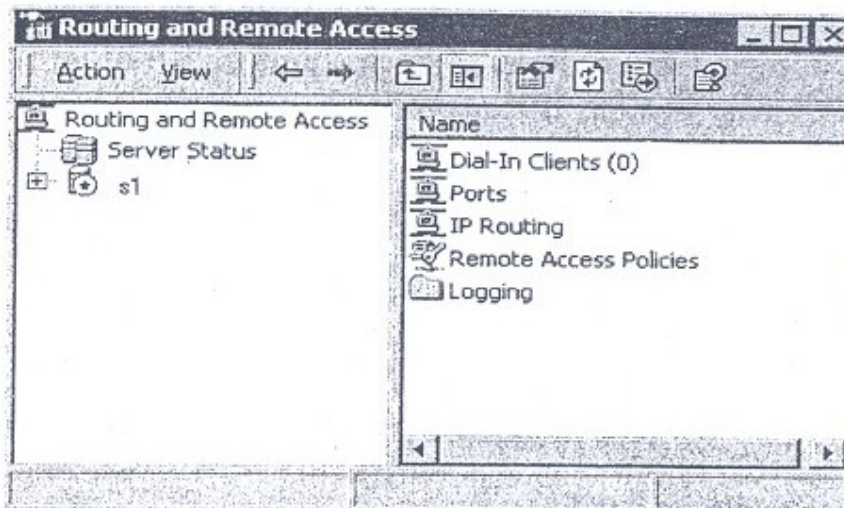 Routing and Remote Access
Action View
Routing and Remote Access
Server Status
s1
Name
Dial-In Clients (0)
Ports
IP Routing
Remote Access Policies
Logging